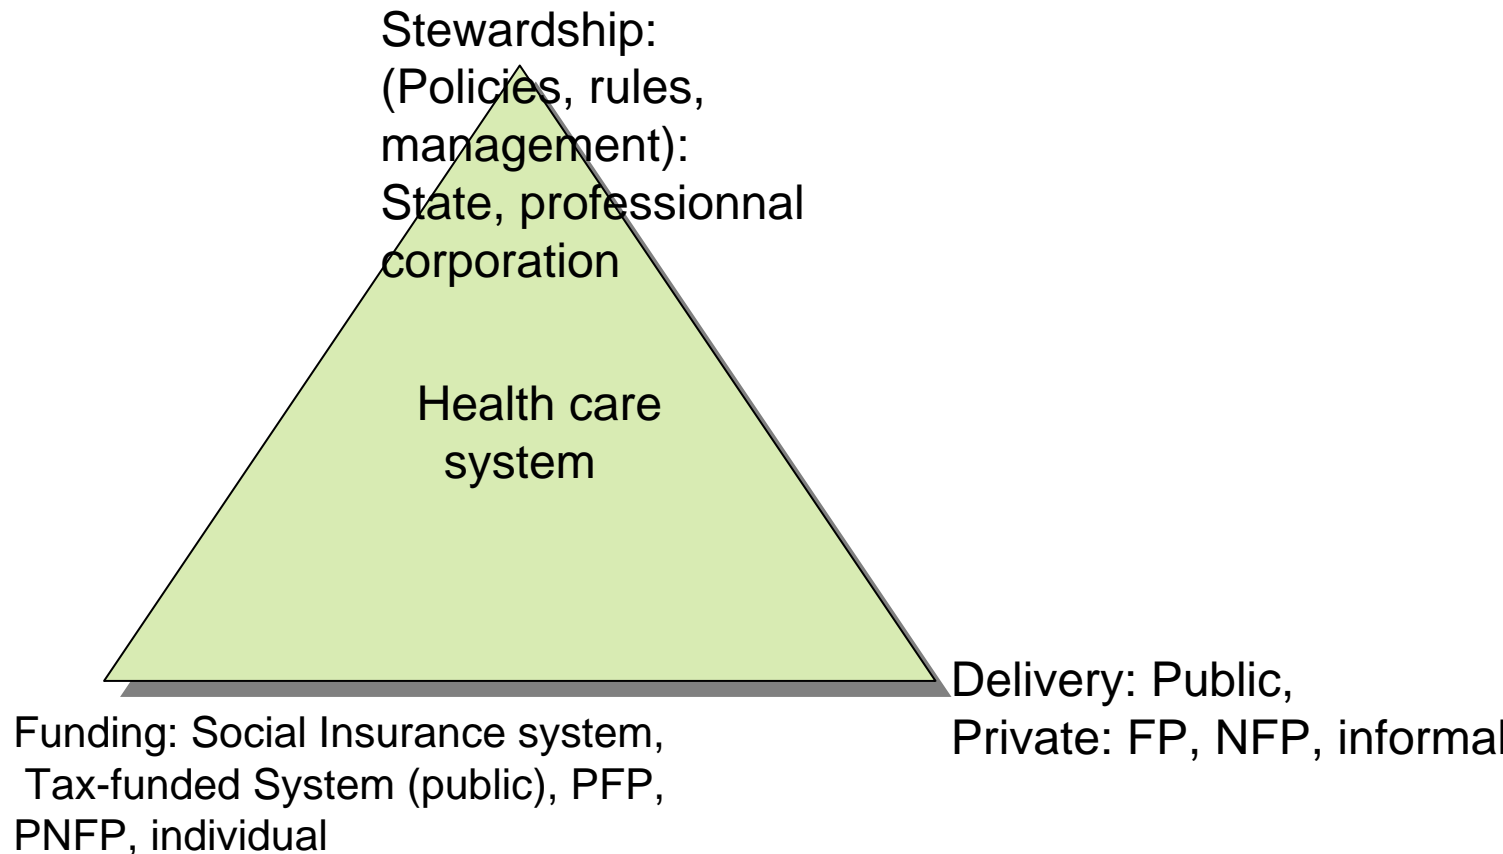 Stewardship:
(Policies, rules,
management):
State, professionnal
corporation
Health care
system
Delivery: Public,
Private: FP, NFP, informal
Funding: Social Insurance system,
Tax-funded System (public), PFP,
PNFP, individual